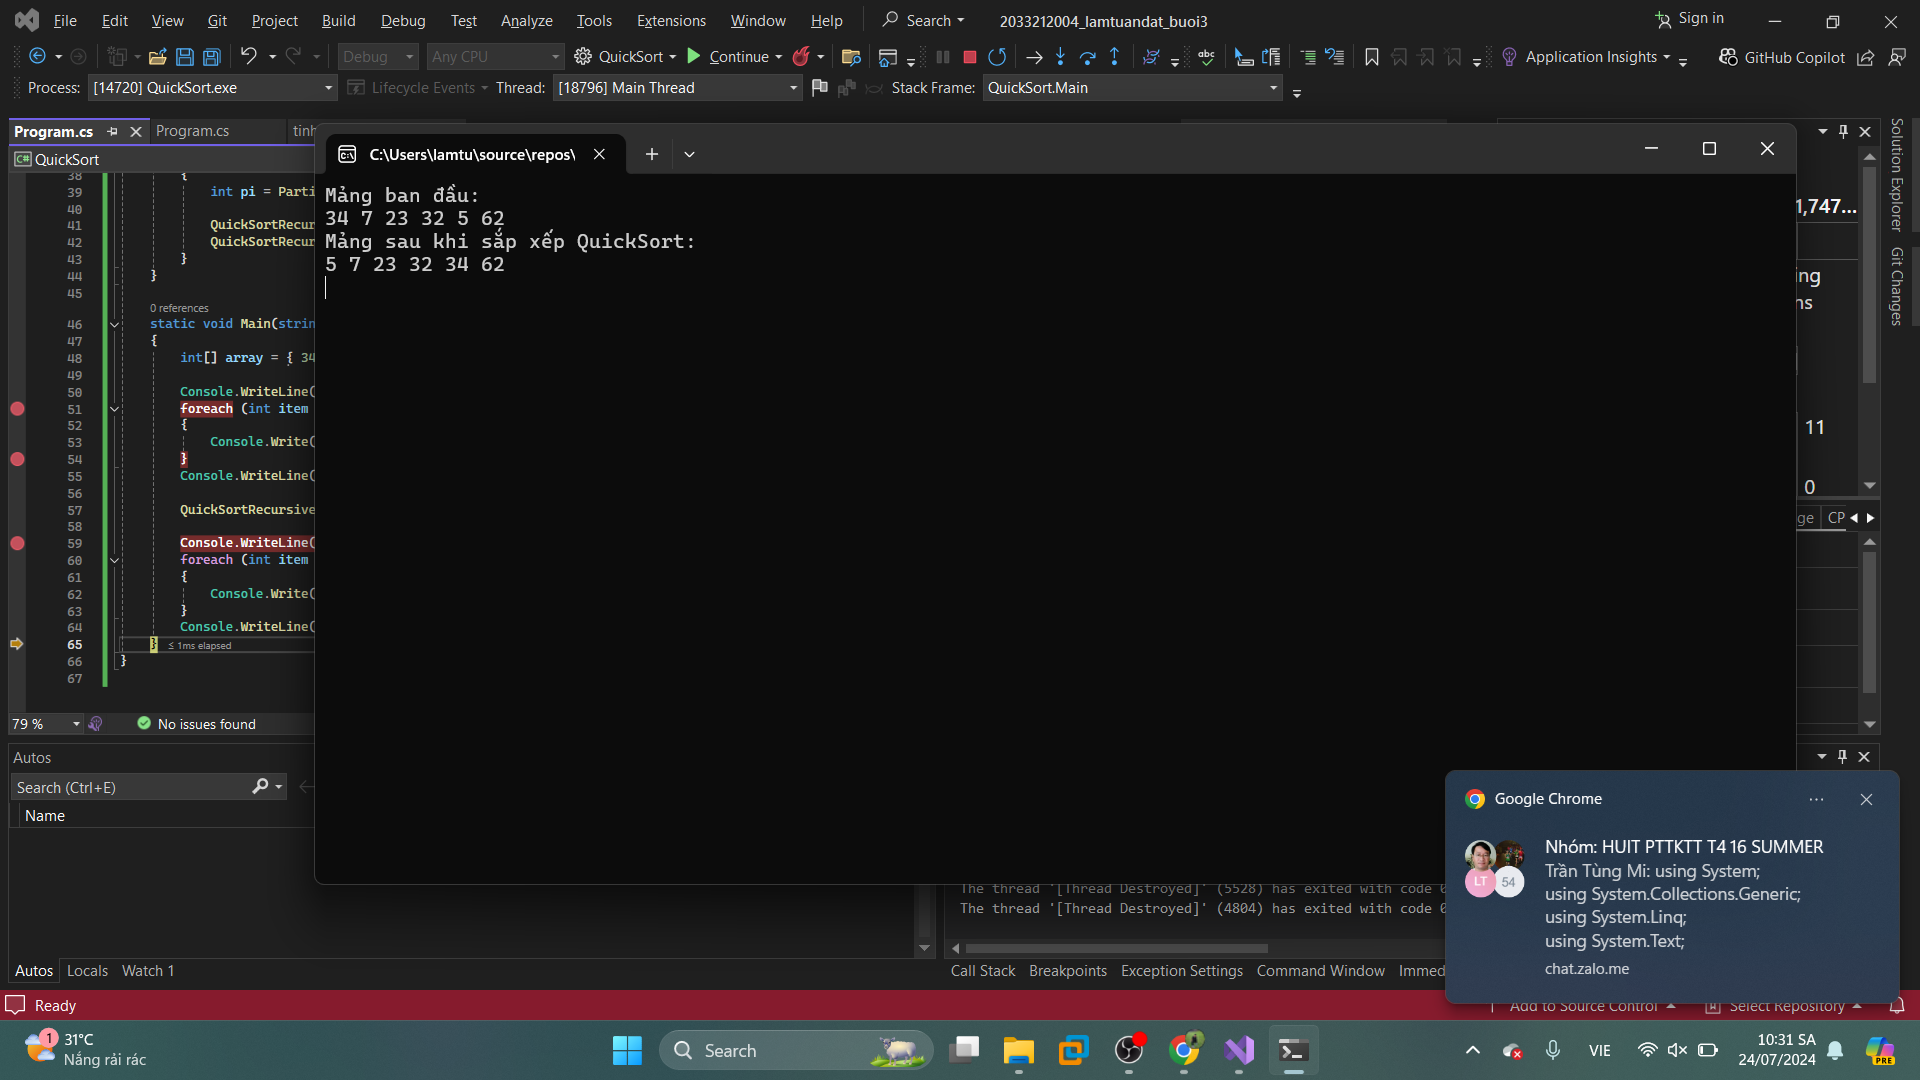 File Edit View Git Project Build Debug Test Analyze Tools Extensions Window Help Search 2033212004_lamtuandat_buoi3 Sign in
Debug Any CPU QuickSort Continue Application Insights GitHub Copilot
Process: [14720] QuickSort.exe Lifecycle Events Thread: [18796] Main Thread Stack Frame: QuickSort.Main
Program.cs Program.cs tinh
QuickSort
C:\Users\lamtu\source\repos\
38 {
39 int pi = Parti
40
41 QuickSortRecur
42 QuickSortRecur
43 }
44 }
45
0 references
46 static void Main(strin
47 {
48 int[] array = { 34
49
50 Console.WriteLine(
51 foreach (int item
52 {
53 Console.Write(
54 }
55 Console.WriteLine(
56
57 QuickSortRecursive
58
59 Console.WriteLine(
60 foreach (int item
61 {
62 Console.Write(
63 }
64 Console.WriteLine(
65 } ≤ 1ms elapsed
66 }
67
79 % No issues found
Mảng ban đầu:
34 7 23 32 5 62
Mảng sau khi sắp xếp QuickSort:
5 7 23 32 34 62
1,747...
ing
ns
11
0
ge CP
Solution Explorer
Git Changes
Autos
Search (Ctrl+E)
Name
Autos Locals Watch 1
The thread '[Thread Destroyed]' (5528) has exited with code 0
The thread '[Thread Destroyed]' (4804) has exited with code 0
Call Stack Breakpoints Exception Settings Command Window Immed
Google Chrome
Nhóm: HUIT PTTKTT T4 16 SUMMER
Trần Tùng Mi: using System;
using System.Collections.Generic;
using System.Linq;
using System.Text;
chat.zalo.me
LT 54
Ready Add to Source Control Select Repository
1
31°C
Nắng rải rác
Search
VIE
10:31 SA
24/07/2024
PRE